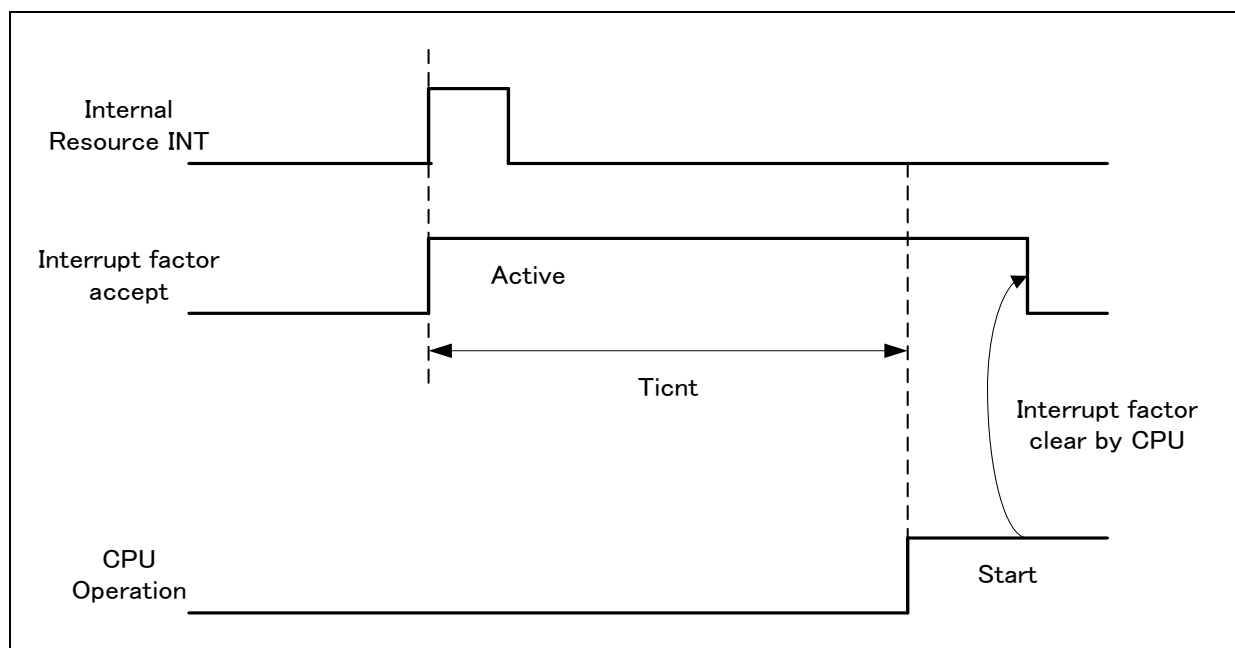 Internal
Resource INT
Interrupt factor
accept
Active
Ticnt
Interrupt factor
clear by CPU
CPU
Operation
Start